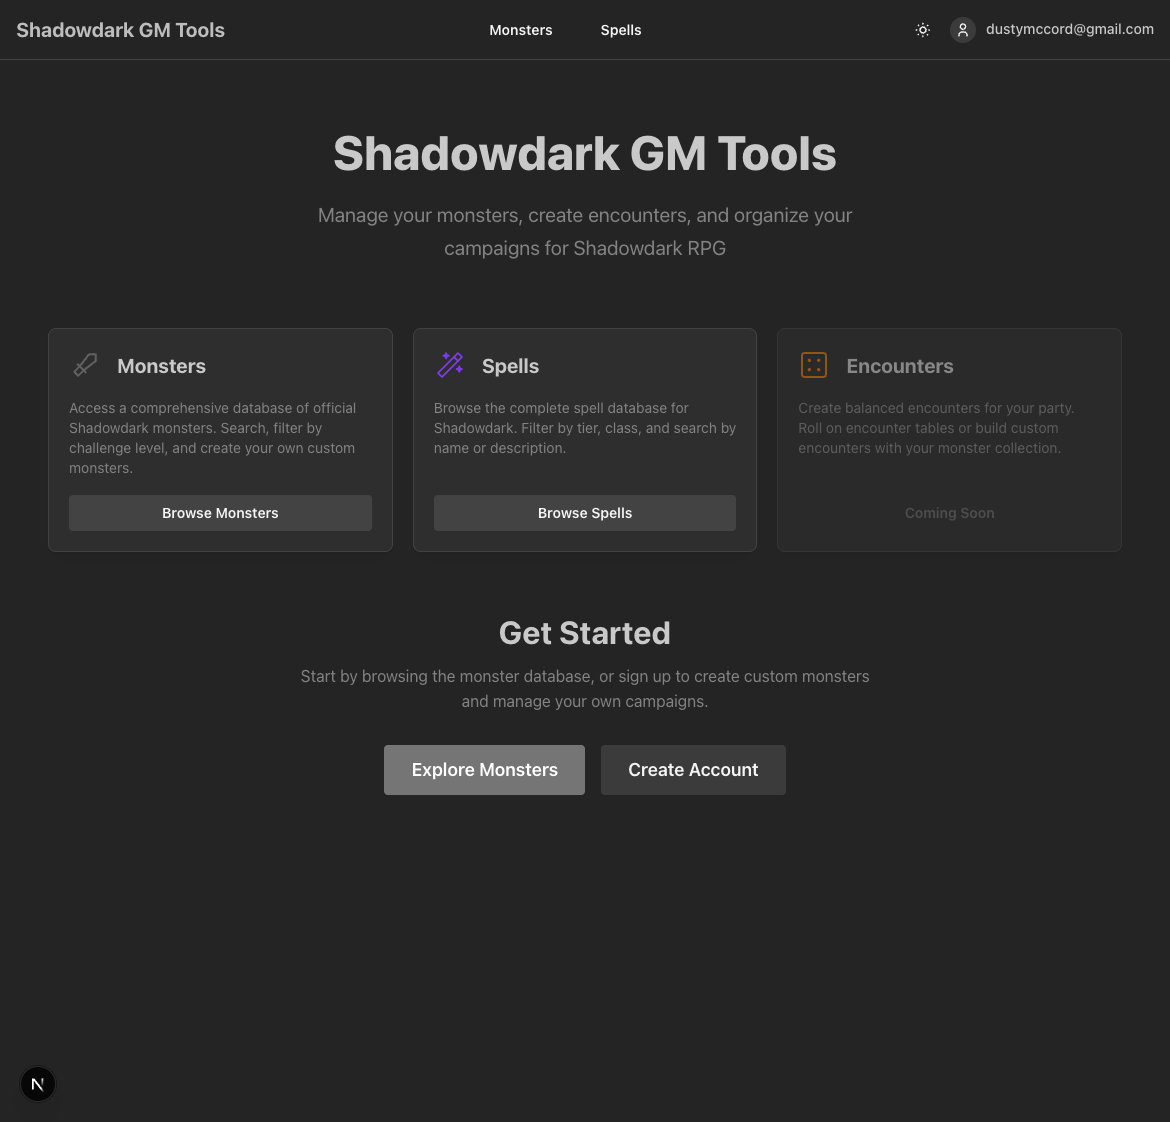 Shadowdark GM Tools
Monsters
Spells
dustymccord@gmail.com
Shadowdark GM Tools
Manage your monsters, create encounters, and organize your
campaigns for Shadowdark RPG
Monsters
Access a comprehensive database of official
Shadowdark monsters. Search, filter by
challenge level, and create your own custom
monsters.
Browse Monsters
Spells
Browse the complete spell database for
Shadowdark. Filter by tier, class, and search by
name or description.
Browse Spells
Encounters
Create balanced encounters for your party.
Roll on encounter tables or build custom
encounters with your monster collection.
Coming Soon
Get Started
Start by browsing the monster database, or sign up to create custom monsters
and manage your own campaigns.
Explore Monsters
Create Account
N